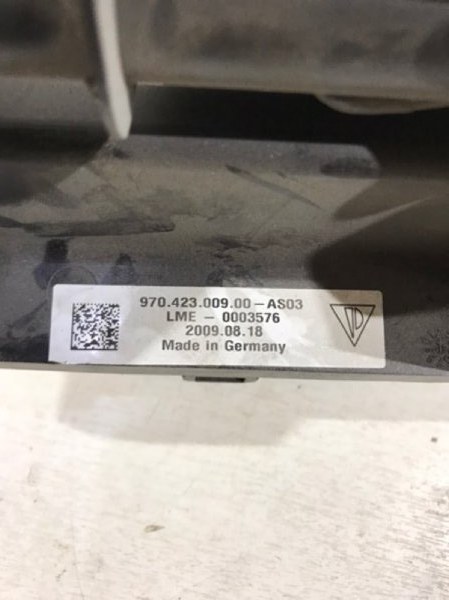 970.423.009.00-AS03
LME - 0003576
2009.08.18
Made in Germany